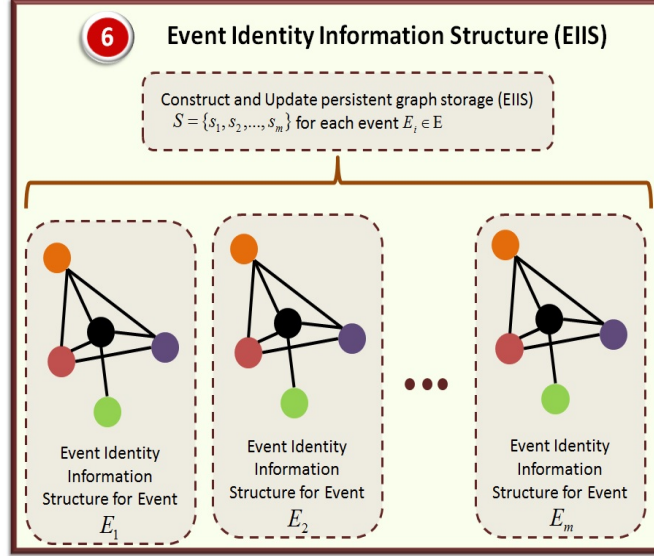 6 Event Identity Information Structure (EIIS)
Construct and Update persistent graph storage (EIIS)
S = {s₁, s₂,..., sₘ} for each event Eᵢ ∈ E
Event Identity
Information
Structure for Event
E₁
Event Identity
Information
Structure for Event
E₂
Event Identity
Information
Structure for Event
Eₘ